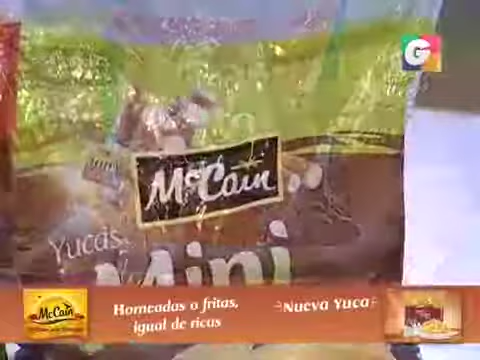 G
McCain
Yucas
Mini
McCain
Horneadas o fritas,
igual de ricas
Nueva Yuca